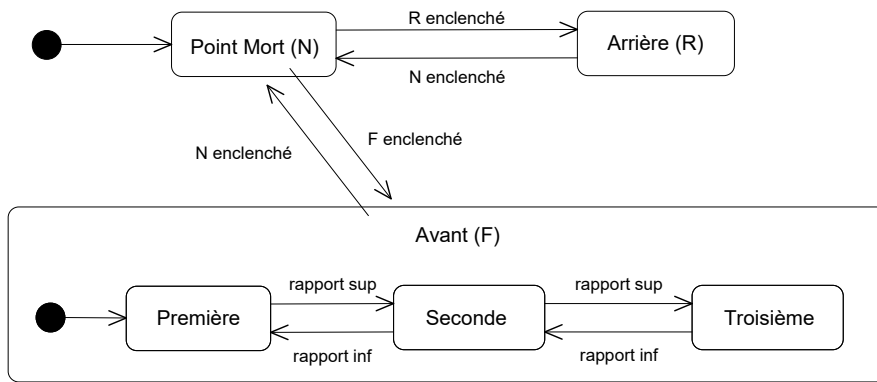 R enclenché
Point Mort (N)
Arrière (R)
N enclenché
F enclenché
N enclenché
Avant (F)
rapport sup
rapport sup
Première
Seconde
Troisième
rapport inf
rapport inf